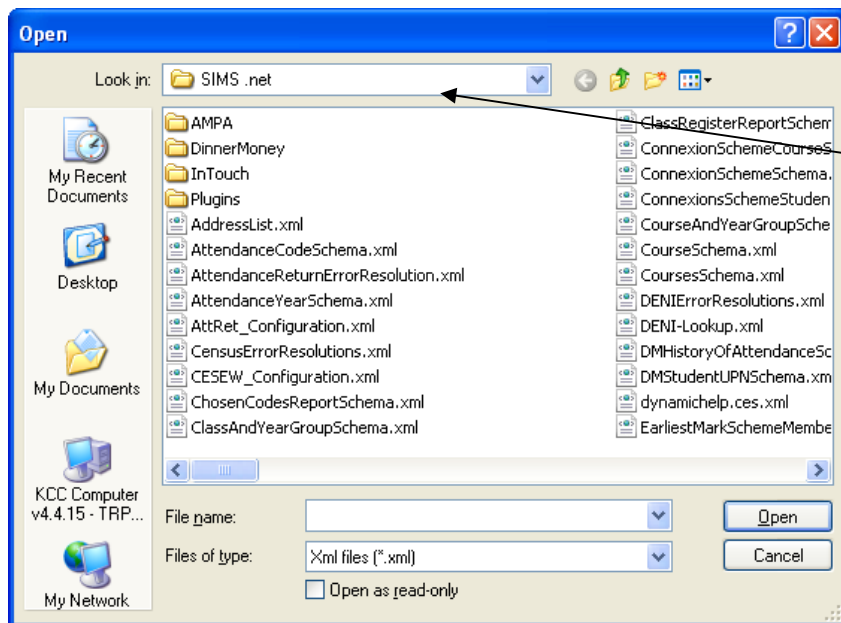 Open
Look in:
SIMS .net
My Recent
Documents
Desktop
My Documents
KCC Computer
v4.4.15 - TRP...
My Network
AMPA
DinnerMoney
InTouch
Plugins
AddressList.xml
AttendanceCodeSchema.xml
AttendanceReturnErrorResolution.xml
AttendanceYearSchema.xml
AttRet_Configuration.xml
CensusErrorResolutions.xml
CESEW_Configuration.xml
ChosenCodesReportSchema.xml
ClassAndYearGroupSchema.xml
ClassRegisterReportSchem
ConnexionSchemeCourseS
ConnexionSchemeSchema.
ConnexionsSchemeStuden
CourseAndYearGroupSche
CourseSchema.xml
CoursesSchema.xml
DENIErrorResolutions.xml
DENI-Lookup.xml
DMHistoryOfAttendanceSc
DMStudentUPNSchema.xm
dynamichelp.ces.xml
EarliestMarkSchemeMembe
File name:
Open
Files of type:
Xml files (*.xml)
Cancel
Open as read-only